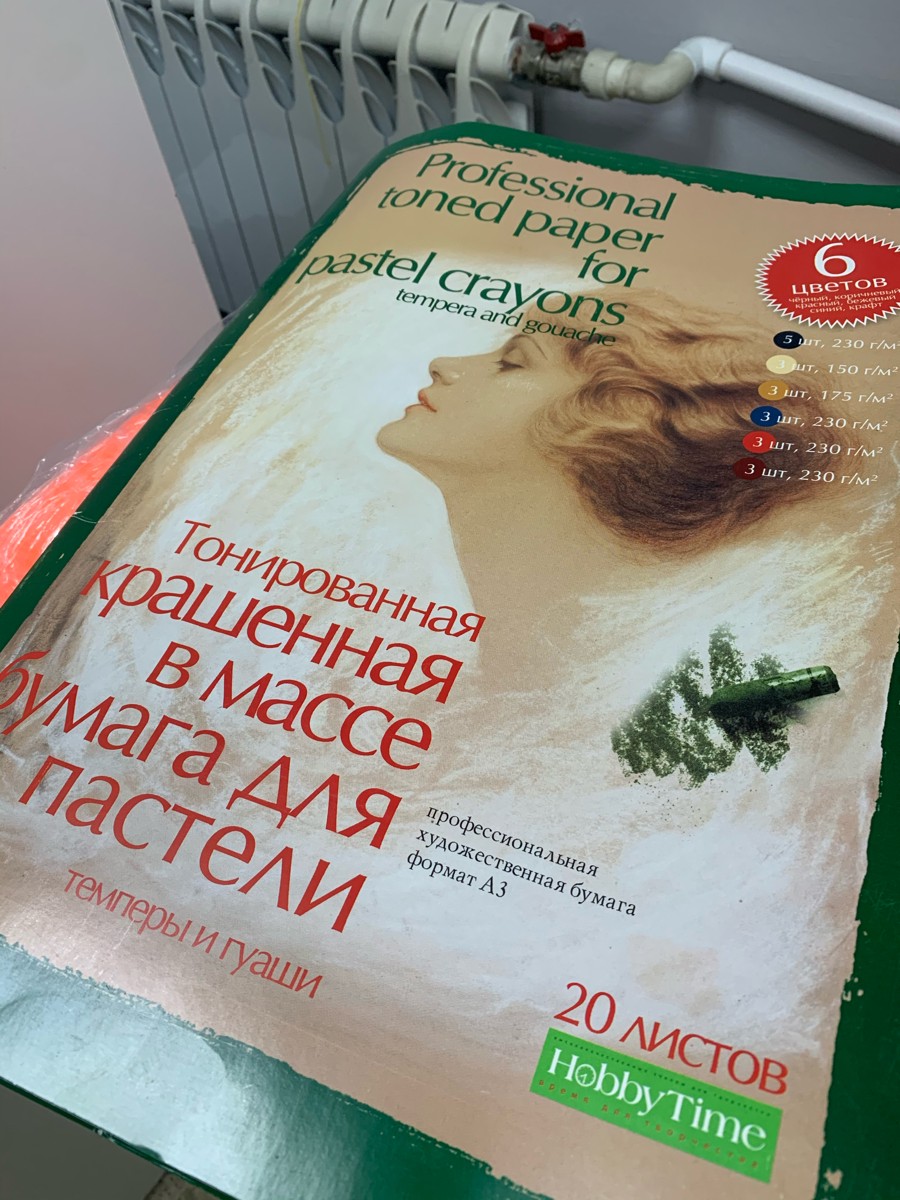 Professional
toned paper
for
pastel crayons
tempera and gouache
6
ЦВЕТОВ
чёрный, коричневый
красный, бежевый
синий, крафт
5 шт, 230 г/м²
3 шт, 150 г/м²
3 шт, 175 г/м²
3 шт, 230 г/м²
3 шт, 230 г/м²
3 шт, 230 г/м²
Тонированная
крашенная
в массе
бумага для
пастели
темперы и гуаши
профессиональная
художественная бумага
формат А3
20 листов
HobbyTime
время для творчества